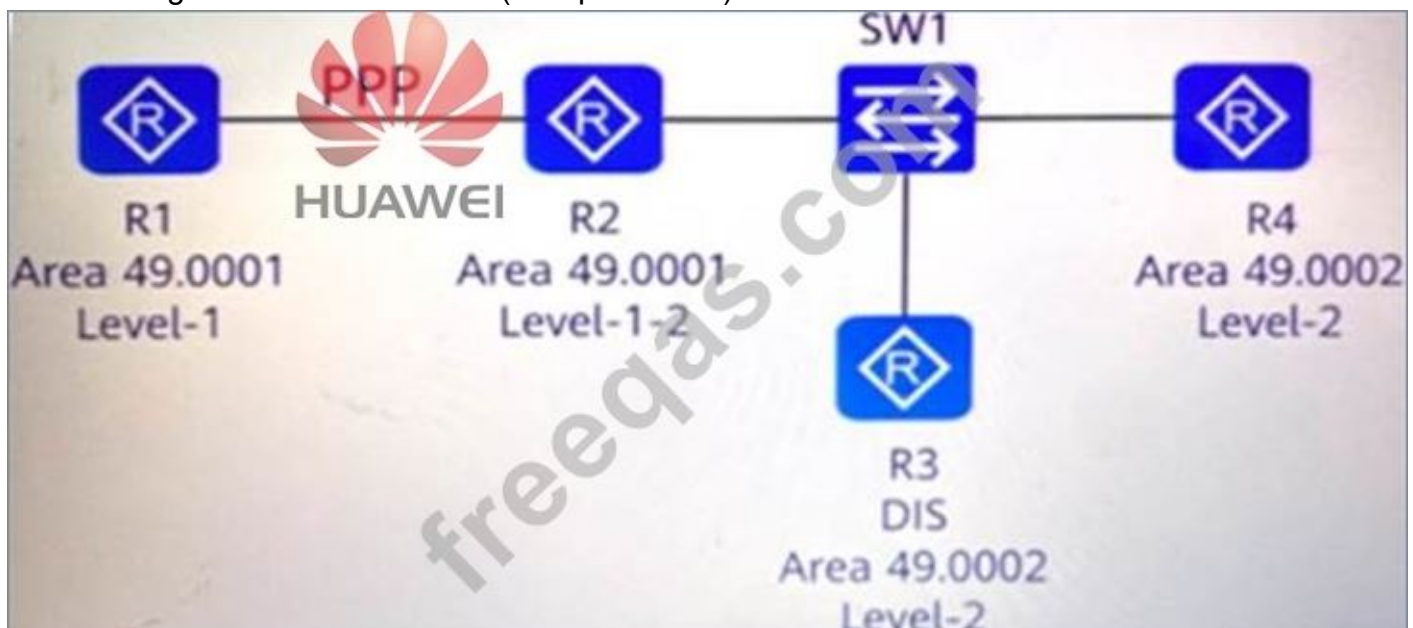 SW1
PPP
HUAWEI
R
R
R
R1
Area 49.0001
Level-1
R2
Area 49.0001
Level-1-2
R4
Area 49.0002
Level-2
R
R3
DIS
Area 49.0002
Level-2
freeqas.com